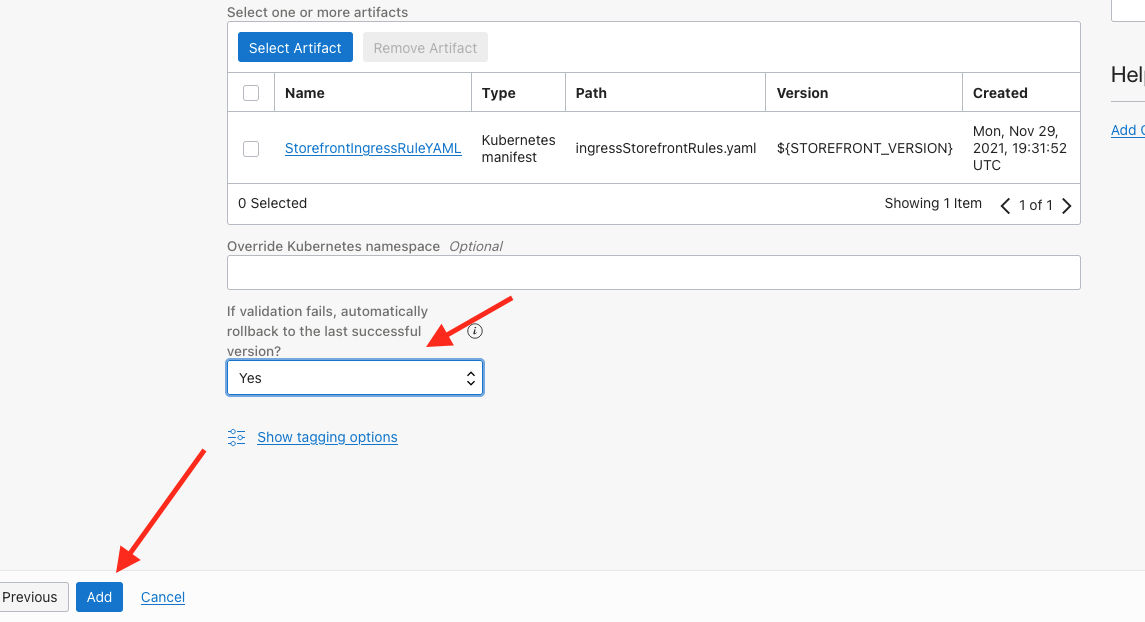 Select one or more artifacts
Select Artifact Remove Artifact
Name Type Path Version Created
StorefrontIngressRuleYAML Kubernetes manifest ingressStorefrontRules.yaml ${STOREFRONT_VERSION} Mon, Nov 29, 2021, 19:31:52 UTC
0 Selected Showing 1 Item 1 of 1
Override Kubernetes namespace Optional
If validation fails, automatically
rollback to the last successful
version?
Yes
Show tagging options
Previous Add Cancel
Add